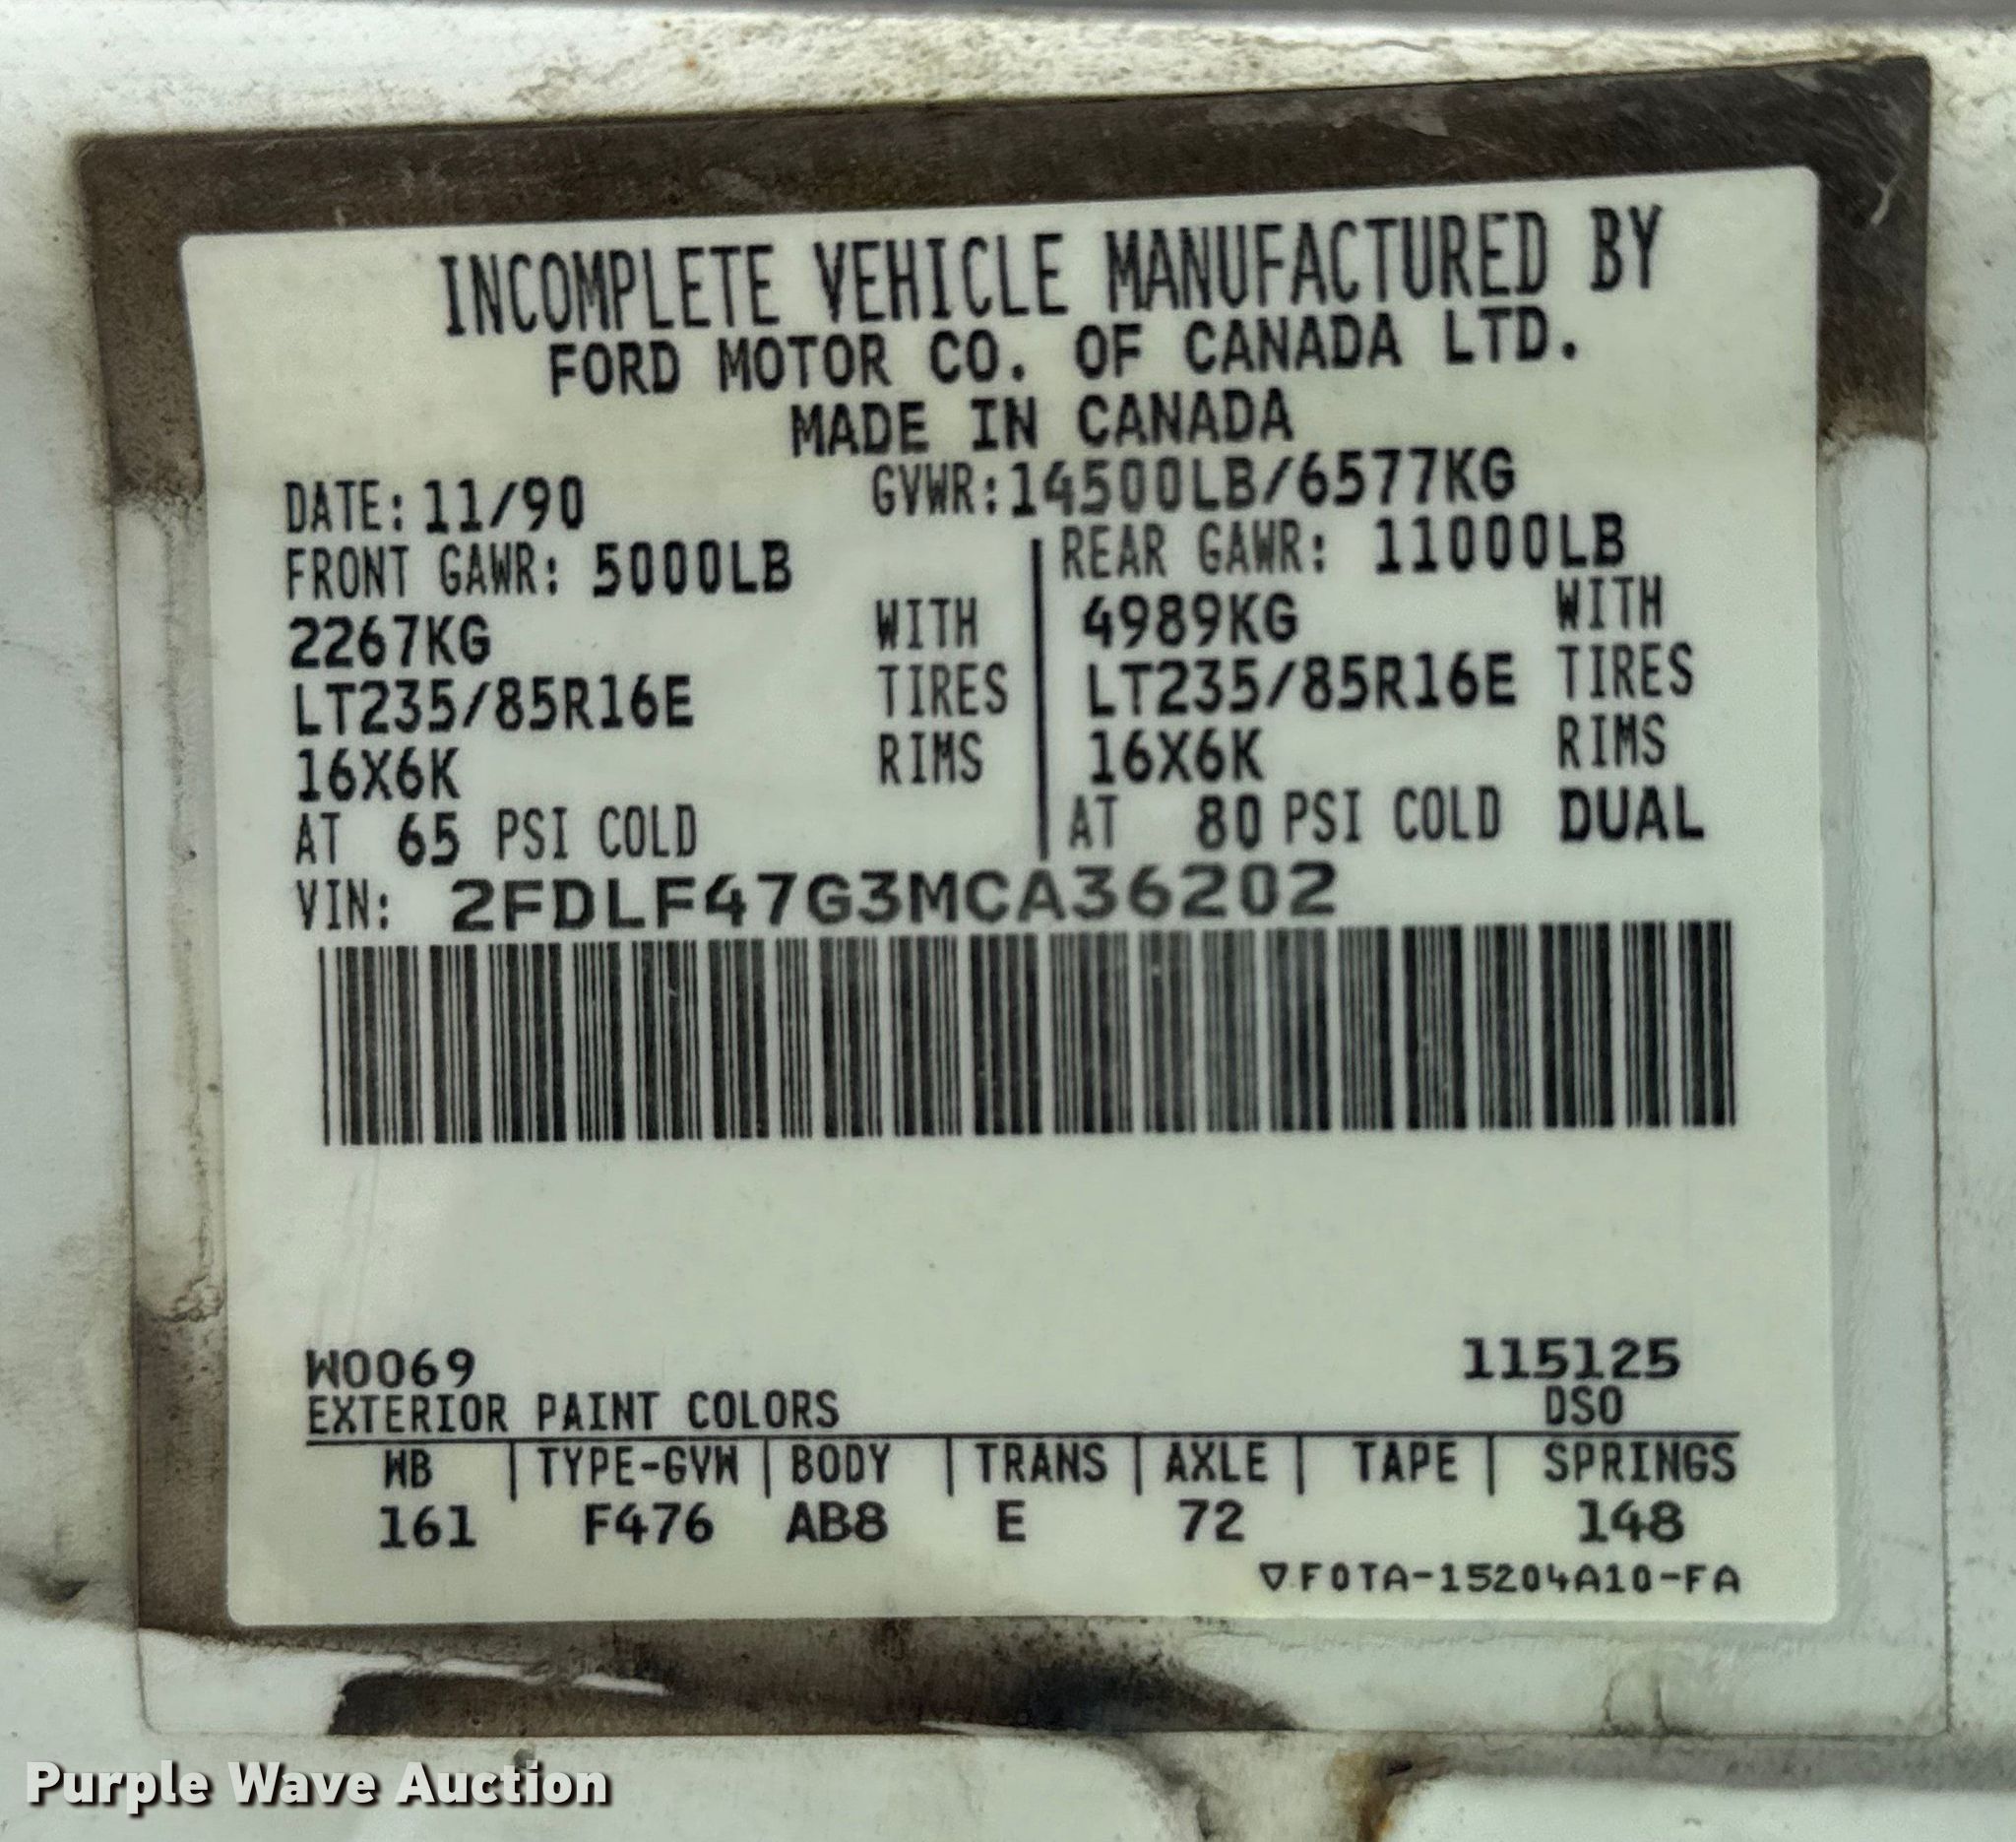 INCOMPLETE VEHICLE MANUFACTURED BY
FORD MOTOR CO. OF CANADA LTD.
MADE IN CANADA
DATE: 11/90 GVWR: 14500LB/6577KG
FRONT GAWR: 5000LB REAR GAWR: 11000LB
2267KG WITH 4989KG WITH
LT235/85R16E TIRES LT235/85R16E TIRES
16X6K RIMS 16X6K RIMS
AT 65 PSI COLD AT 80 PSI COLD DUAL
VIN: 2FDLF47G3MCA36202
W0069 115125
EXTERIOR PAINT COLORS DSO
WB | TYPE-GVW | BODY | TRANS | AXLE | TAPE | SPRINGS
161 F476 AB8 E 72 148
▽F0TA-15204A10-FA
Purple Wave Auction